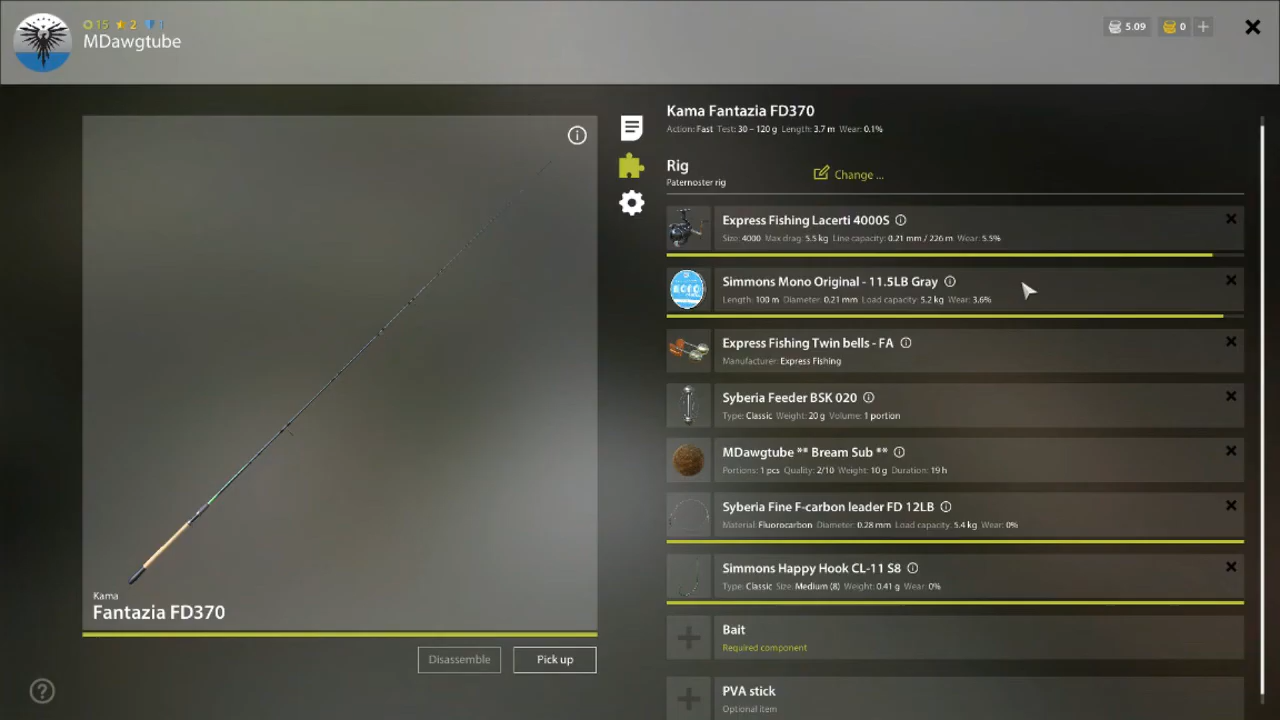 15 2 1
MDawgtube
5.09 0
Kama
Fantazia FD370
Disassemble
Pick up
Kama Fantazia FD370
Action: Fast Test: 30 – 120 g Length: 3.7 m Wear: 0.1%
Rig
Paternoster rig
Change ...
Express Fishing Lacerti 4000S
Size: 4000 Max drag: 5.5 kg Line capacity: 0.21 mm / 226 m Wear: 5.5%
Simmons Mono Original - 11.5LB Gray
Length: 100 m Diameter: 0.21 mm Load capacity: 5.2 kg Wear: 3.6%
Express Fishing Twin bells - FA
Manufacturer: Express Fishing
Syberia Feeder BSK 020
Type: Classic Weight: 20 g Volume: 1 portion
MDawgtube ** Bream Sub **
Portions: 1 pcs Quality: 2/10 Weight: 10 g Duration: 19 h
Syberia Fine F-carbon leader FD 12LB
Material: Fluorocarbon Diameter: 0.28 mm Load capacity: 5.4 kg Wear: 0%
Simmons Happy Hook CL-11 S8
Type: Classic Size: Medium (8) Weight: 0.41 g Wear: 0%
Bait
Required component
PVA stick
Optional item